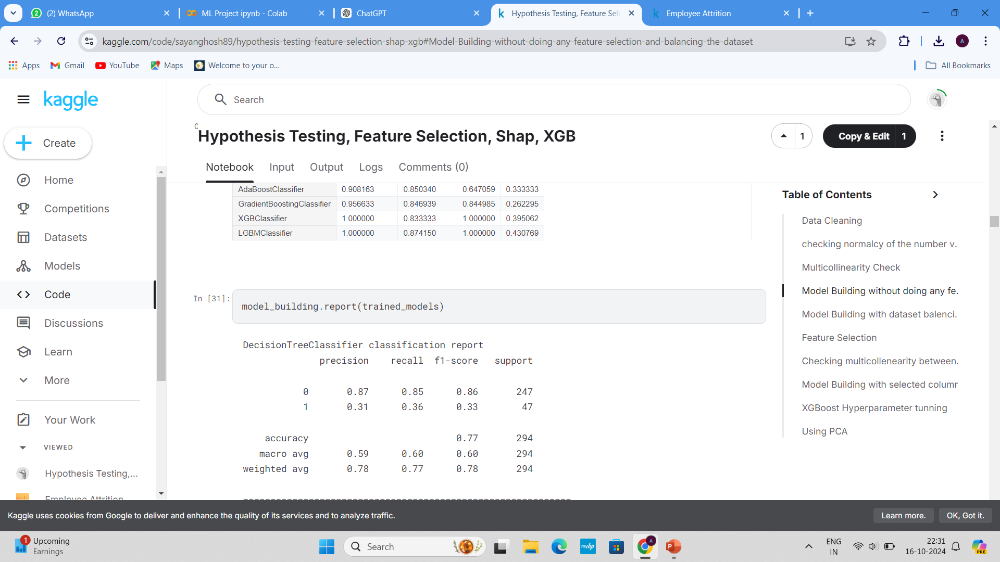 2
(2) WhatsApp
ML Project ipynb - Colab
ChatGPT
Hypothesis Testing, Feature Sele
Employee Attrition
kaggle.com/code/sayanghosh89/hypothesis-testing-feature-selection-shap-xgb#Model-Building-without-doing-any-feature-selection-and-balancing-the-dataset
A
Apps
Gmail
YouTube
Maps
Welcome to your o...
All Bookmarks
kaggle
Search
Create
Home
Competitions
Datasets
Models
Code
Discussions
Learn
More
Your Work
VIEWED
Hypothesis Testing,...
Employee Attrition
Hypothesis Testing, Feature Selection, Shap, XGB
1
Copy & Edit 1
Notebook Input Output Logs Comments (0)
AdaBoostClassifier 0.908163 0.850340 0.647059 0.333333
GradientBoostingClassifier 0.956633 0.846939 0.844985 0.262295
XGBClassifier 1.000000 0.833333 1.000000 0.395062
LGBMClassifier 1.000000 0.874150 1.000000 0.430769
In [31]:
model_building.report(trained_models)
DecisionTreeClassifier classification report
precision recall f1-score support
0 0.87 0.85 0.86 247
1 0.31 0.36 0.33 47
accuracy 0.77 294
macro avg 0.59 0.60 0.60 294
weighted avg 0.78 0.77 0.78 294
------------------------------------------------------------
Table of Contents
Data Cleaning
checking normalcy of the number v.
Multicollinearity Check
Model Building without doing any fe.
Model Building with dataset balenci.
Feature Selection
Checking multicollenearity between.
Model Building with selected columr
XGBoost Hyperparameter tunning
Using PCA
Kaggle uses cookies from Google to deliver and enhance the quality of its services and to analyze traffic.
Learn more.
OK, Got it.
1
Upcoming
Earnings
Search
myhp
A
P
ENG
IN
22:31
16-10-2024
PRE